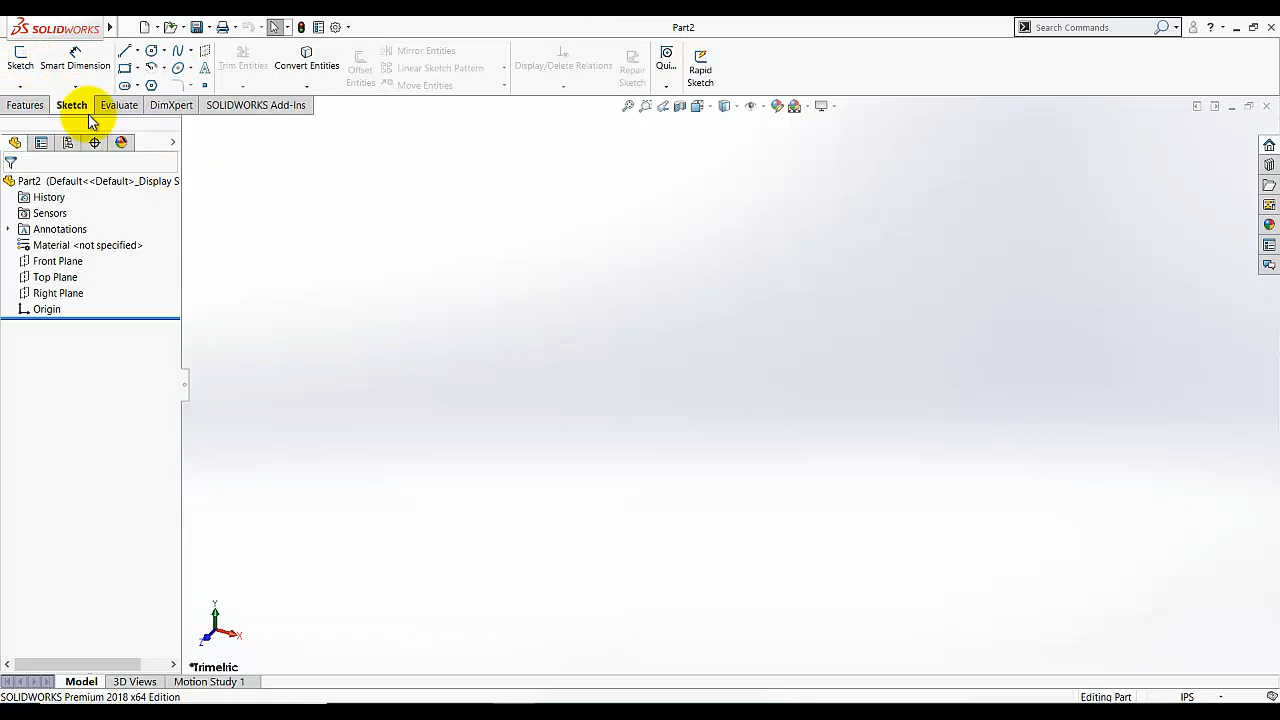 SOLIDWORKS
Part2
Search Commands
?
Sketch
Smart Dimension
Trim Entities
Convert Entities
Offset
Entities
Mirror Entities
Linear Sketch Pattern
Move Entities
Display/Delete Relations
Repair
Sketch
Qui...
Rapid
Sketch
Features
Sketch
Evaluate
DimXpert
SOLIDWORKS Add-Ins
Part2 (Default<<Default>_Display S
History
Sensors
Annotations
Material <not specified>
Front Plane
Top Plane
Right Plane
Origin
Y
X
Z
*Trimetric
Model
3D Views
Motion Study 1
SOLIDWORKS Premium 2018 x64 Edition
Editing Part
IPS